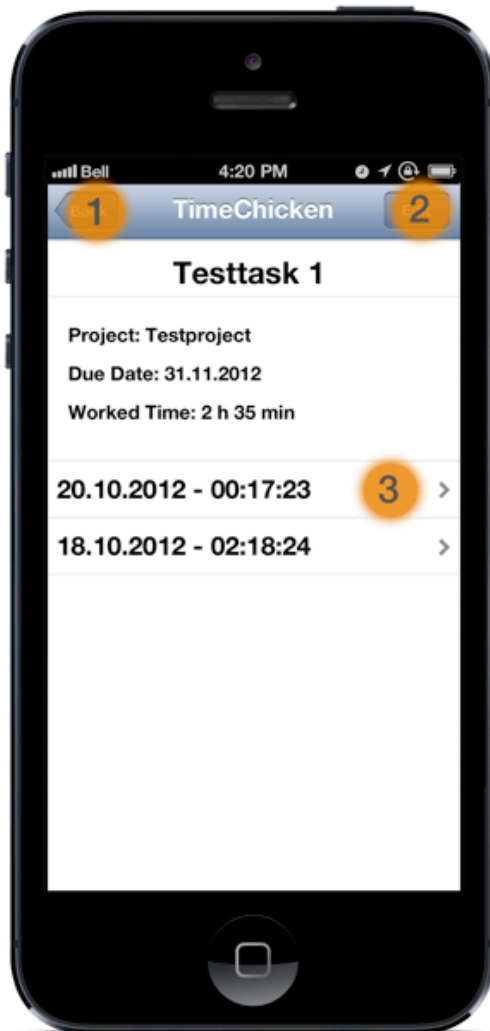 Bell 4:20 PM
1 Back TimeChicken 2
Testtask 1
Project: Testproject
Due Date: 31.11.2012
Worked Time: 2 h 35 min
20.10.2012 - 00:17:23 3
18.10.2012 - 02:18:24